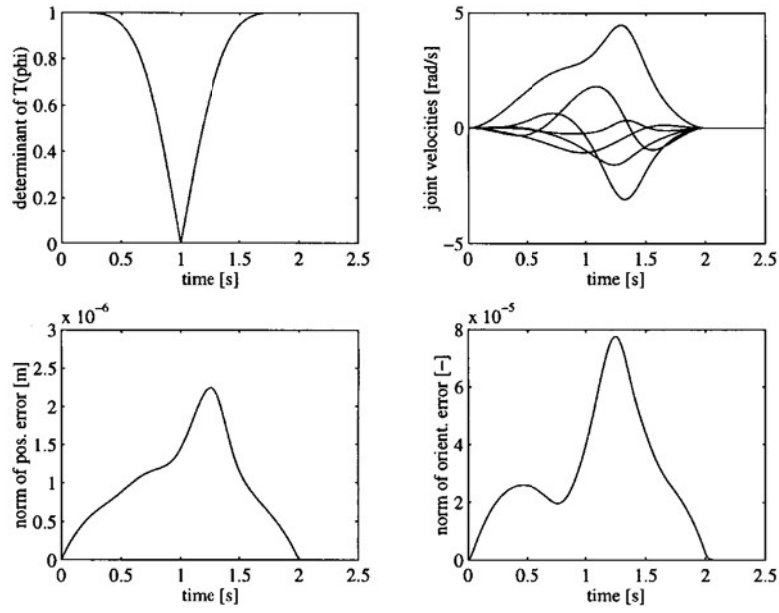 determinant of T(phi)
1
0.8
0.6
0.4
0.2
0
0 0.5 1 1.5 2 2.5
time [s]
joint velocities [rad/s]
5
0
−5
0 0.5 1 1.5 2 2.5
time [s]
x 10⁻⁶
norm of pos. error [m]
3
2.5
2
1.5
1
0.5
0
0 0.5 1 1.5 2 2.5
time [s]
x 10⁻⁵
norm of orient. error [-]
8
6
4
2
0
0 0.5 1 1.5 2 2.5
time [s]